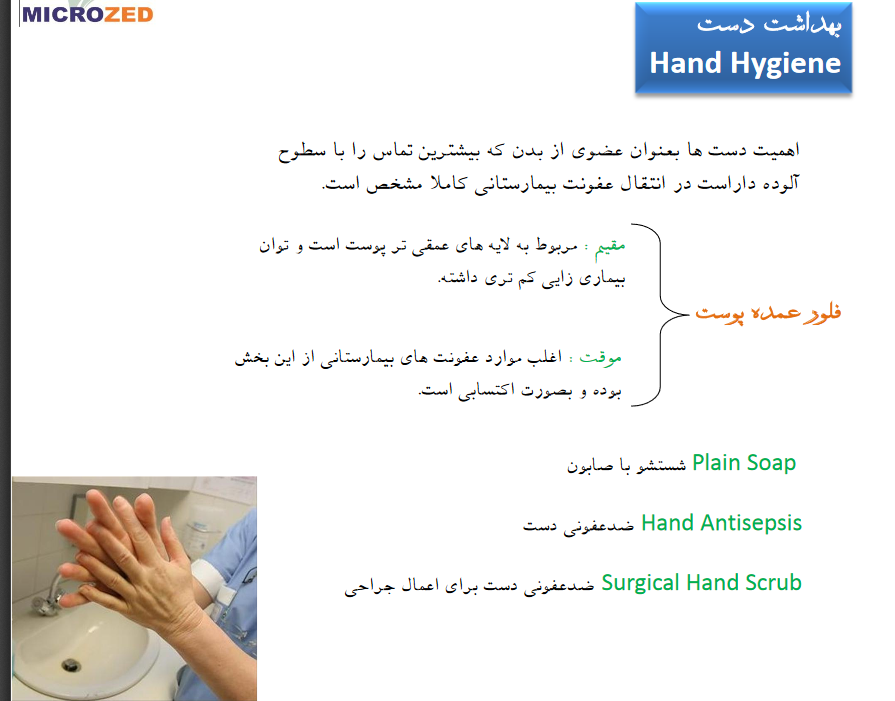 MICROZED
بهداشت دست
Hand Hygiene
اهمیت دست ها بعنوان عضوی از بدن که بیشترین تماس را با سطوح
آلوده داراست در انتقال عفونت بیمارستانی کاملا مشخص است.
فلور عمده پوست
مقیم : مربوط به لایه های عمقی تر پوست است و توان
بیماری زایی کم تری داشته.
موقت : اغلب موارد عفونت های بیمارستانی از این بخش
بوده و بصورت اکتسابی است.
Plain Soap شستشو با صابون
Hand Antisepsis ضدعفونی دست
Surgical Hand Scrub ضدعفونی دست برای اعمال جراحی